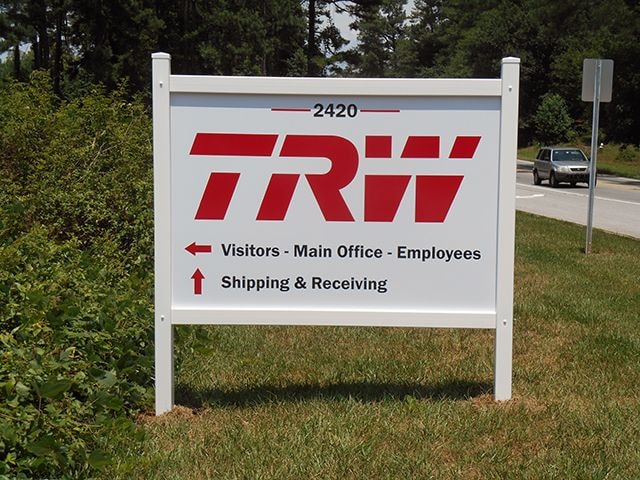 2420
TRW
Visitors - Main Office - Employees
Shipping & Receiving